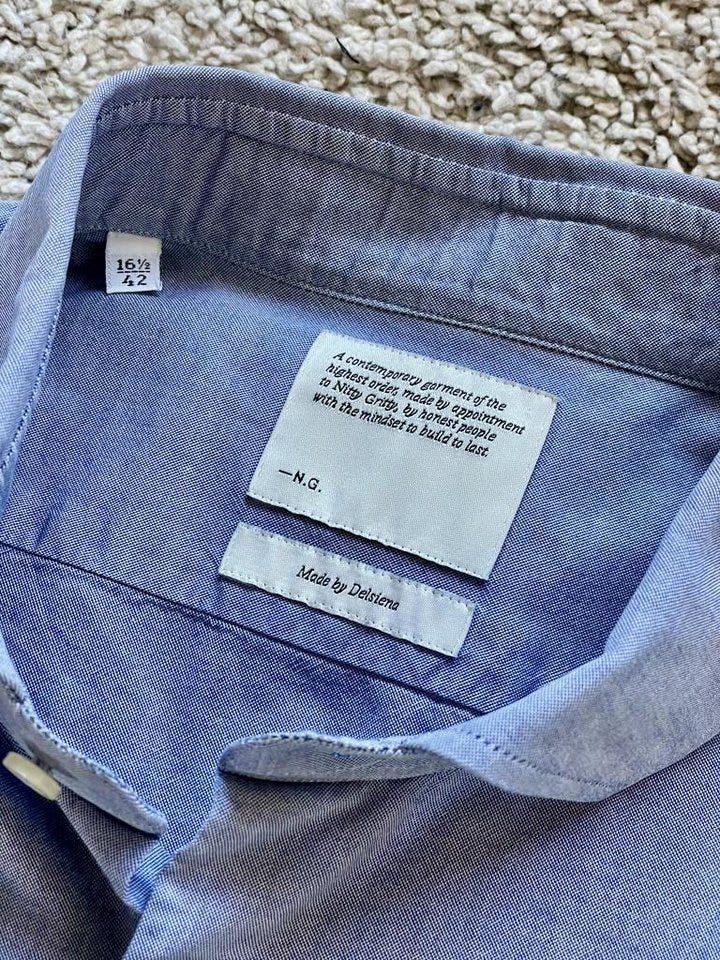 16½
42
A contemporary garment of the
highest order, made by appointment
to Nitty Gritty, by honest people
with the mindset to build to last.
—N.G.
Made by Delsiena